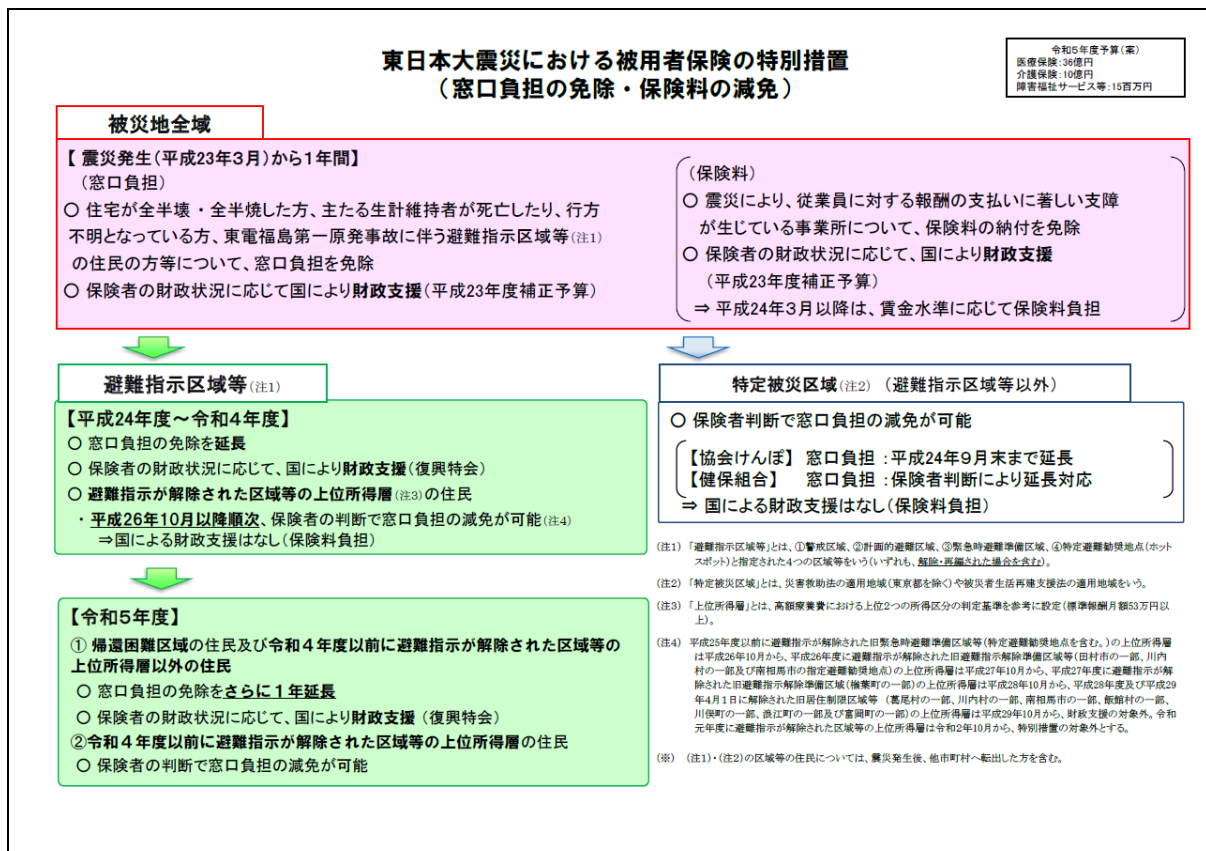 東日本大震災における被用者保険の特別措置
（窓口負担の免除・保険料の減免）
令和５年度予算（案）
医療保険：36億円
介護保険：10億円
障害福祉サービス等：15百万円
被災地全域
【 震災発生（平成23年３月）から１年間】
（窓口負担）
○ 住宅が全半壊 ・ 全半焼した方、主たる生計維持者が死亡したり、行方
不明となっている方、東電福島第一原発事故に伴う避難指示区域等（注1）
の住民の方等について、窓口負担を免除
○ 保険者の財政状況に応じて国により財政支援（平成23年度補正予算）
（保険料）
○ 震災により、従業員に対する報酬の支払いに著しい支障
が生じている事業所について、保険料の納付を免除
○ 保険者の財政状況に応じて、国により財政支援
（平成23年度補正予算）
⇒ 平成24年３月以降は、賃金水準に応じて保険料負担
避難指示区域等（注1）
【平成24年度～令和４年度】
○ 窓口負担の免除を延長
○ 保険者の財政状況に応じて、国により財政支援（復興特会）
○ 避難指示が解除された区域等の上位所得層（注3）の住民
・ 平成26年10月以降順次、保険者の判断で窓口負担の減免が可能（注4）
⇒国による財政支援はなし（保険料負担）
【令和５年度】
① 帰還困難区域の住民及び令和４年度以前に避難指示が解除された区域等の
上位所得層以外の住民
○ 窓口負担の免除をさらに１年延長
○ 保険者の財政状況に応じて、国により財政支援 （復興特会）
②令和４年度以前に避難指示が解除された区域等の上位所得層の住民
○ 保険者の判断で窓口負担の減免が可能
特定被災区域（注2） （避難指示区域等以外）
○ 保険者判断で窓口負担の減免が可能
【協会けんぽ】 窓口負担 ：平成24年９月末まで延長
【健保組合】 窓口負担 ：保険者判断により延長対応
⇒ 国による財政支援はなし（保険料負担）
（注1） 「避難指示区域等」とは、①警戒区域、②計画的避難区域、③緊急時避難準備区域、④特定避難勧奨地点（ホット
スポット）と指定された4つの区域等をいう（いずれも、解除・再編された場合を含む）。
（注2） 「特定被災区域」とは、災害救助法の適用地域（東京都を除く）や被災者生活再建支援法の適用地域をいう。
（注3） 「上位所得層」とは、高額療養費における上位2つの所得区分の判定基準を参考に設定（標準報酬月額53万円以
上）。
（注4） 平成25年度以前に避難指示が解除された旧緊急時避難準備区域等（特定避難勧奨地点を含む。）の上位所得層
は平成26年10月から、平成26年度に避難指示が解除された旧避難指示解除準備区域等（田村市の一部、川内
村の一部及び南相馬市の指定避難勧奨地点）の上位所得層は平成27年10月から、平成27年度に避難指示が解
除された旧避難指示解除準備区域（楢葉町の一部）の上位所得層は平成28年10月から、平成28年度及び平成29
年4月1日に解除された旧居住制限区域等 （葛尾村の一部、川内村の一部、南相馬市の一部、飯館村の一部、
川俣町の一部、浪江町の一部及び富岡町の一部）の上位所得層は平成29年10月から、財政支援の対象外。令和
元年度に避難指示が解除された区域等の上位所得層は令和2年10月から、特別措置の対象外とする。
（※） （注1）・（注2）の区域等の住民については、震災発生後、他市町村へ転出した方を含む。